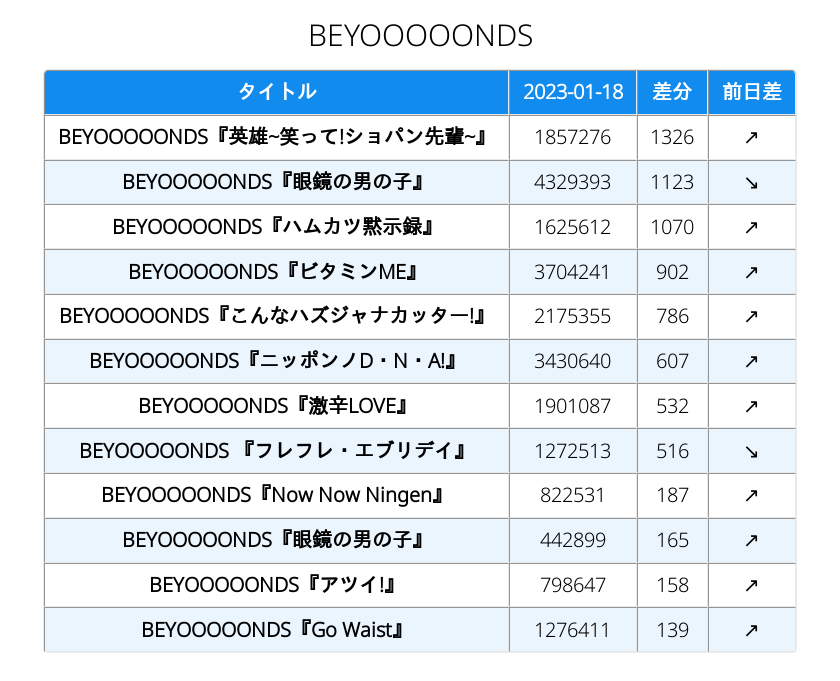 BEYOOOOONDS
タイトル 2023-01-18 差分 前日差
BEYOOOOONDS『英雄~笑って!ショパン先輩~』 1857276 1326 ↗
BEYOOOOONDS『眼鏡の男の子』 4329393 1123 ↘
BEYOOOOONDS『ハムカツ黙示録』 1625612 1070 ↗
BEYOOOOONDS『ビタミンME』 3704241 902 ↗
BEYOOOOONDS『こんなハズジャナカッター!』 2175355 786 ↗
BEYOOOOONDS『ニッポンノD・N・A!』 3430640 607 ↗
BEYOOOOONDS『激辛LOVE』 1901087 532 ↗
BEYOOOOONDS 『フレフレ・エブリデイ』 1272513 516 ↘
BEYOOOOONDS『Now Now Ningen』 822531 187 ↗
BEYOOOOONDS『眼鏡の男の子』 442899 165 ↗
BEYOOOOONDS『アツイ!』 798647 158 ↗
BEYOOOOONDS『Go Waist』 1276411 139 ↗